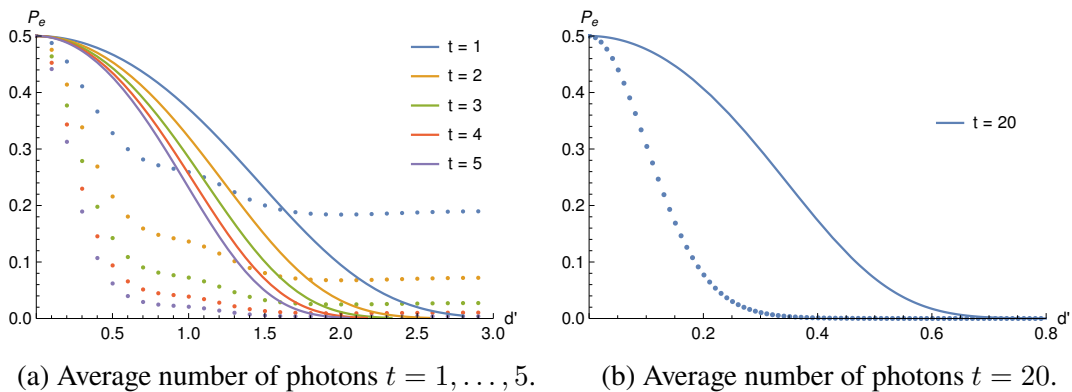 P_e
0.5
0.4
0.3
0.2
0.1
0.0
0.5 1.0 1.5 2.0 2.5 3.0 d'
t = 1
t = 2
t = 3
t = 4
t = 5
(a) Average number of photons t = 1, . . . , 5.
P_e
0.5
0.4
0.3
0.2
0.1
0.0
0.2 0.4 0.6 0.8 d'
t = 20
(b) Average number of photons t = 20.